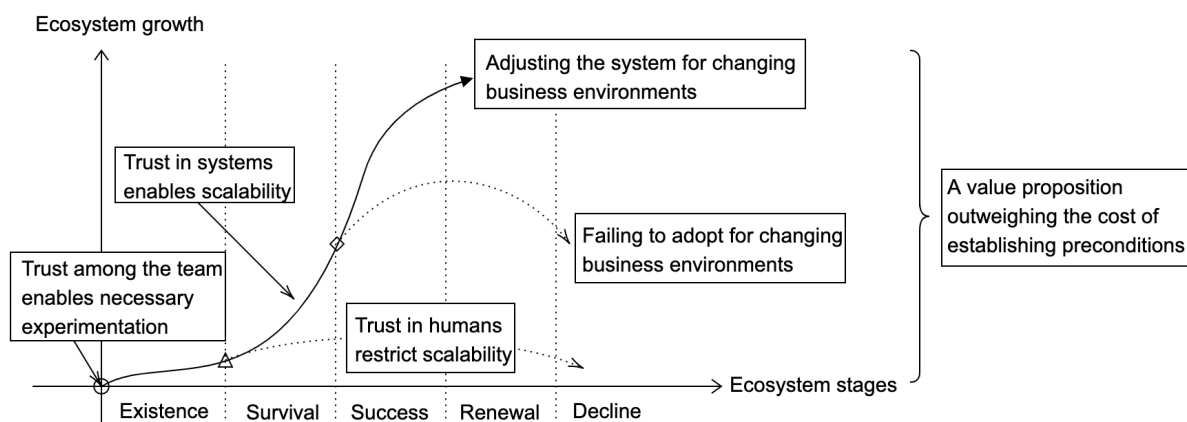 Ecosystem growth
Adjusting the system for changing
business environments
Trust in systems
enables scalability
A value proposition
outweighing the cost of
establishing preconditions
Failing to adopt for changing
business environments
Trust among the team
enables necessary
experimentation
Trust in humans
restrict scalability
Ecosystem stages
Existence
Survival
Success
Renewal
Decline